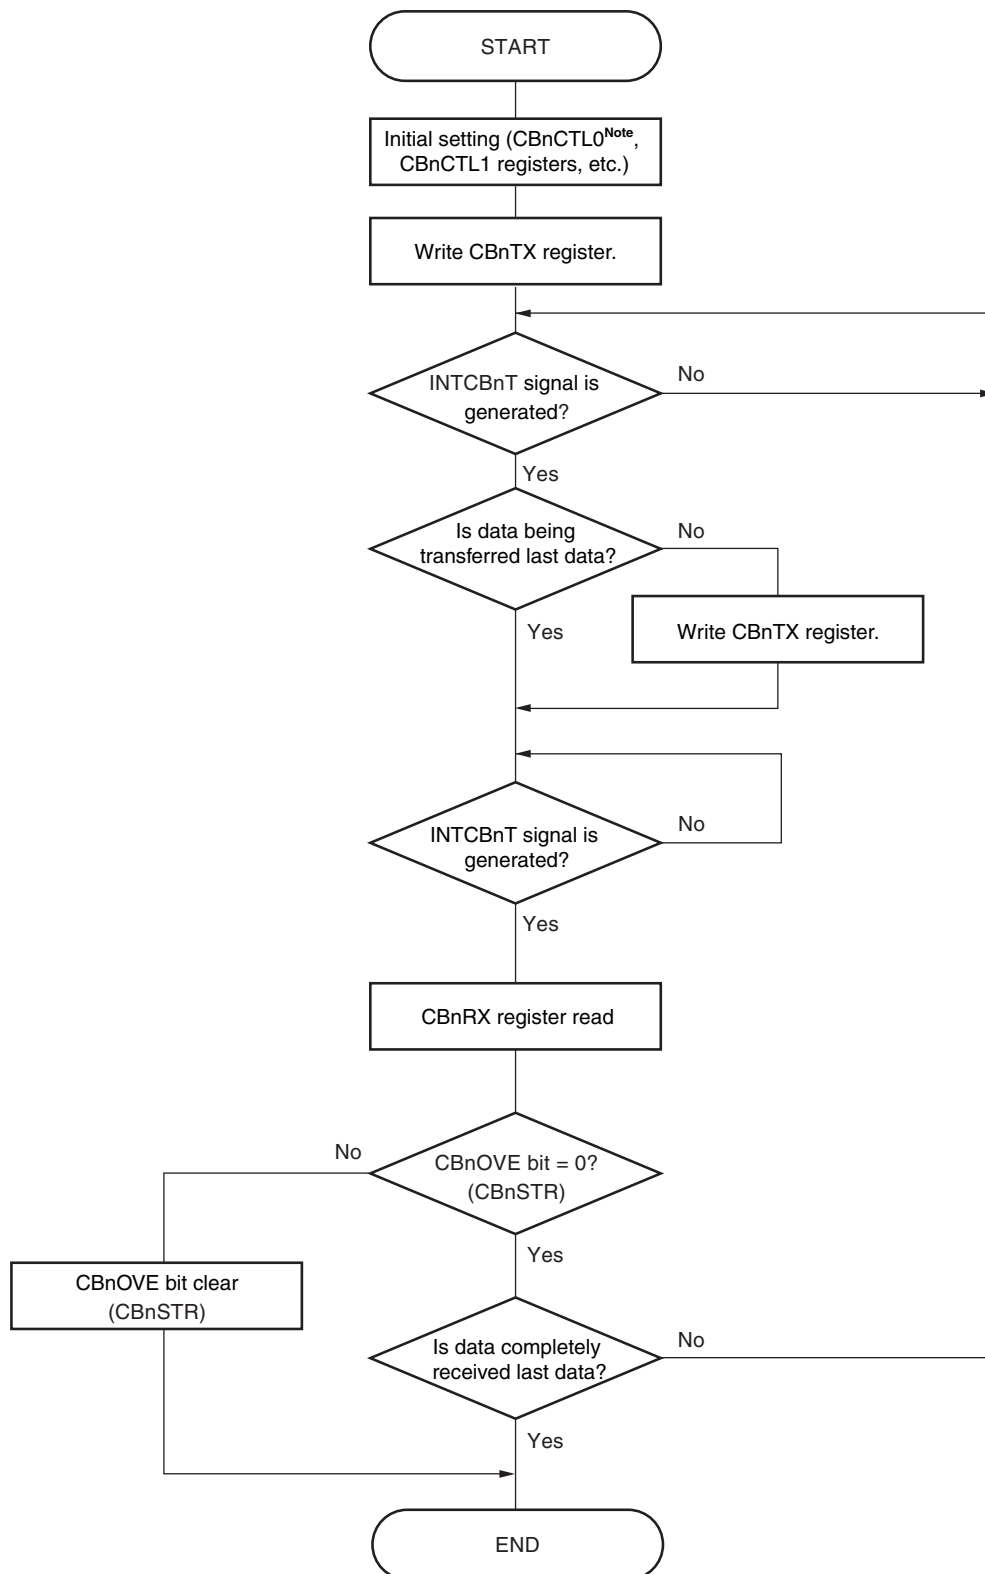 START
Initial setting (CBnCTL0Note,
CBnCTL1 registers, etc.)
Write CBnTX register.
INTCBnT signal is
generated?
No
Yes
Is data being
transferred last data?
No
Yes
Write CBnTX register.
INTCBnT signal is
generated?
No
Yes
CBnRX register read
No
CBnOVE bit = 0?
(CBnSTR)
Yes
CBnOVE bit clear
(CBnSTR)
Is data completely
received last data?
No
Yes
END